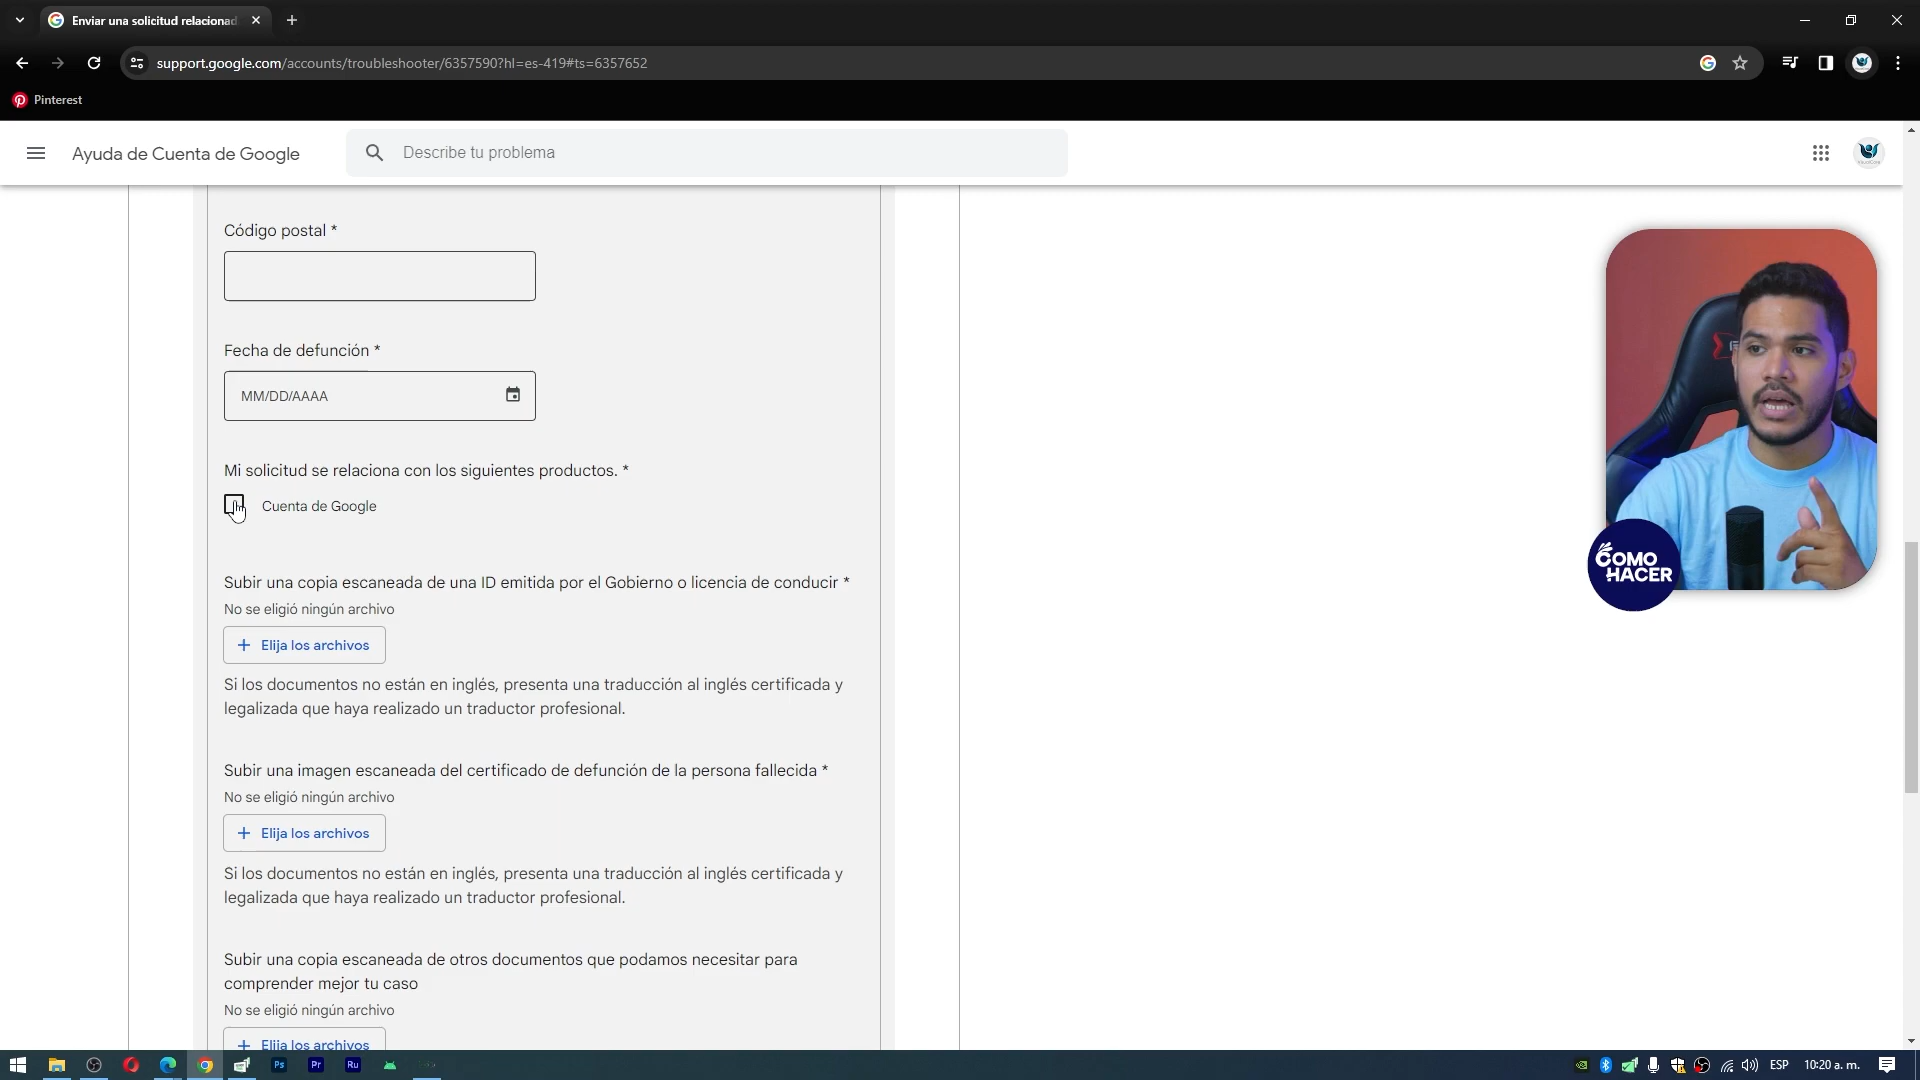 Enviar una solicitud relacionad
support.google.com/accounts/troubleshooter/6357590?hl=es-419#ts=6357652
Pinterest
Ayuda de Cuenta de Google
Describe tu problema
Código postal *
Fecha de defunción *
MM/DD/AAAA
Mi solicitud se relaciona con los siguientes productos. *
Cuenta de Google
COMO
HACER
Subir una copia escaneada de una ID emitida por el Gobierno o licencia de conducir *
No se eligió ningún archivo
+ Elija los archivos
Si los documentos no están en inglés, presenta una traducción al inglés certificada y
legalizada que haya realizado un traductor profesional.
Subir una imagen escaneada del certificado de defunción de la persona fallecida *
No se eligió ningún archivo
+ Elija los archivos
Si los documentos no están en inglés, presenta una traducción al inglés certificada y
legalizada que haya realizado un traductor profesional.
Subir una copia escaneada de otros documentos que podamos necesitar para
comprender mejor tu caso
No se eligió ningún archivo
+ Elija los archivos
Ps
Pr
Ru
ESP
10:20 a. m.